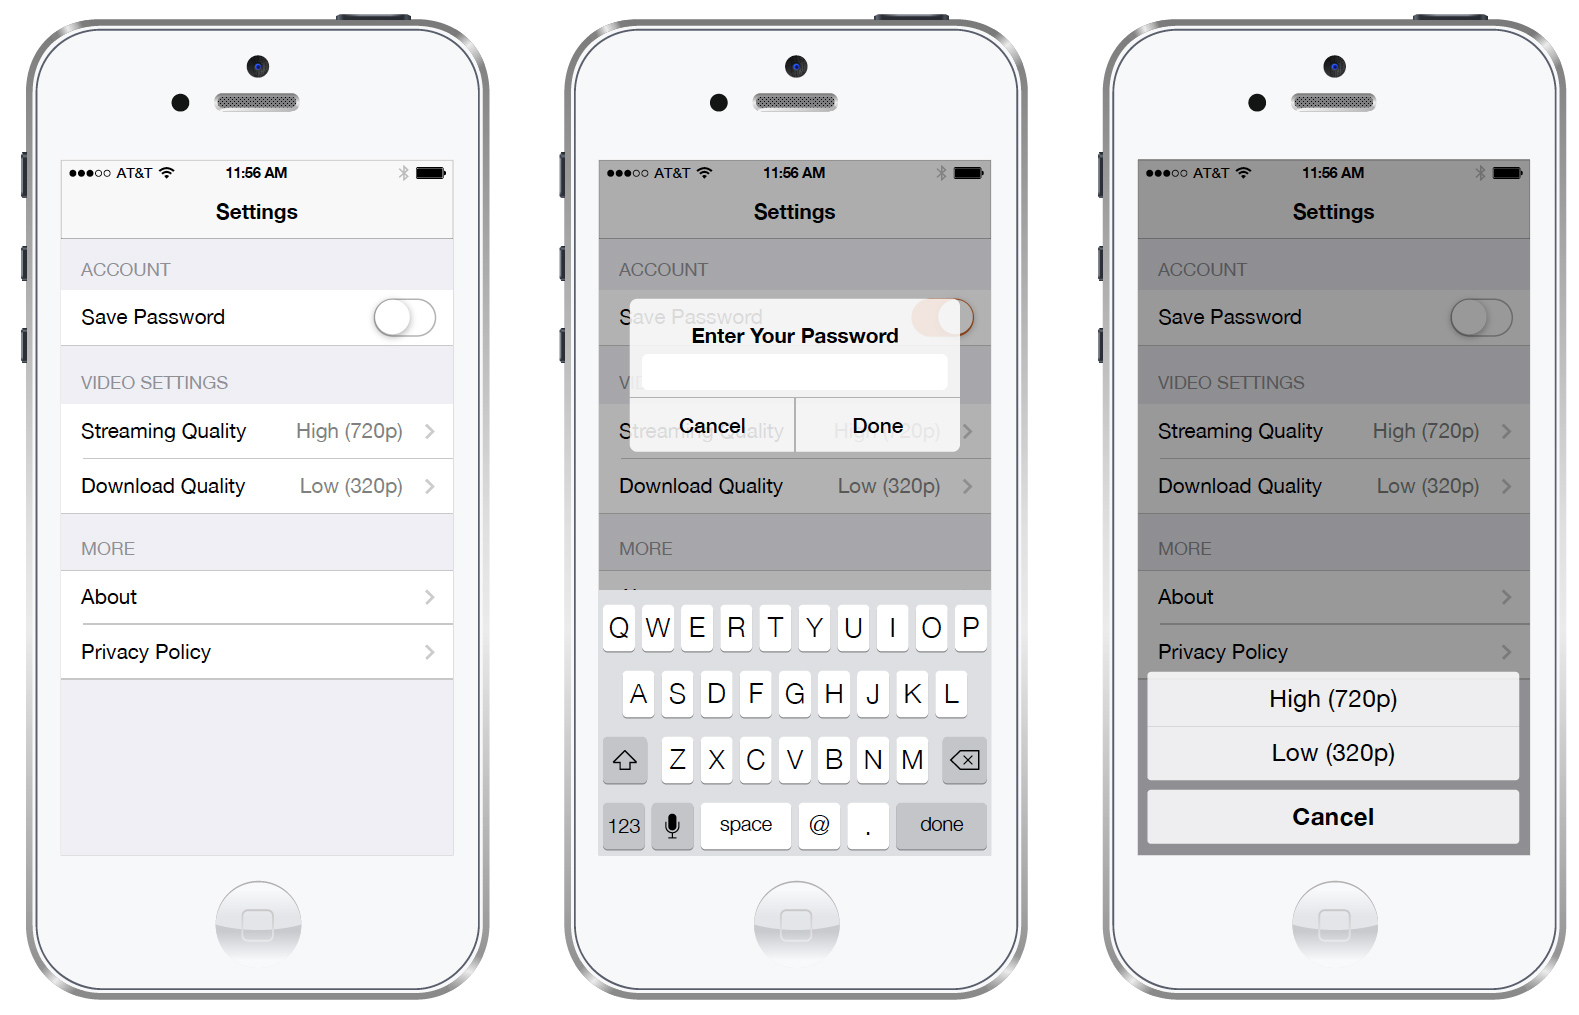 AT&T 11:56 AM
Settings
ACCOUNT
Save Password
VIDEO SETTINGS
Streaming Quality High (720p)
Download Quality Low (320p)
MORE
About
Privacy Policy
AT&T 11:56 AM
Settings
ACCOUNT
Save Password
Enter Your Password
Cancel Done
Streaming Quality High (720p)
Download Quality Low (320p)
MORE
Q W E R T Y U I O P
A S D F G H J K L
Z X C V B N M
123 space @ . done
AT&T 11:56 AM
Settings
ACCOUNT
Save Password
VIDEO SETTINGS
Streaming Quality High (720p)
Download Quality Low (320p)
MORE
About
Privacy Policy
High (720p)
Low (320p)
Cancel